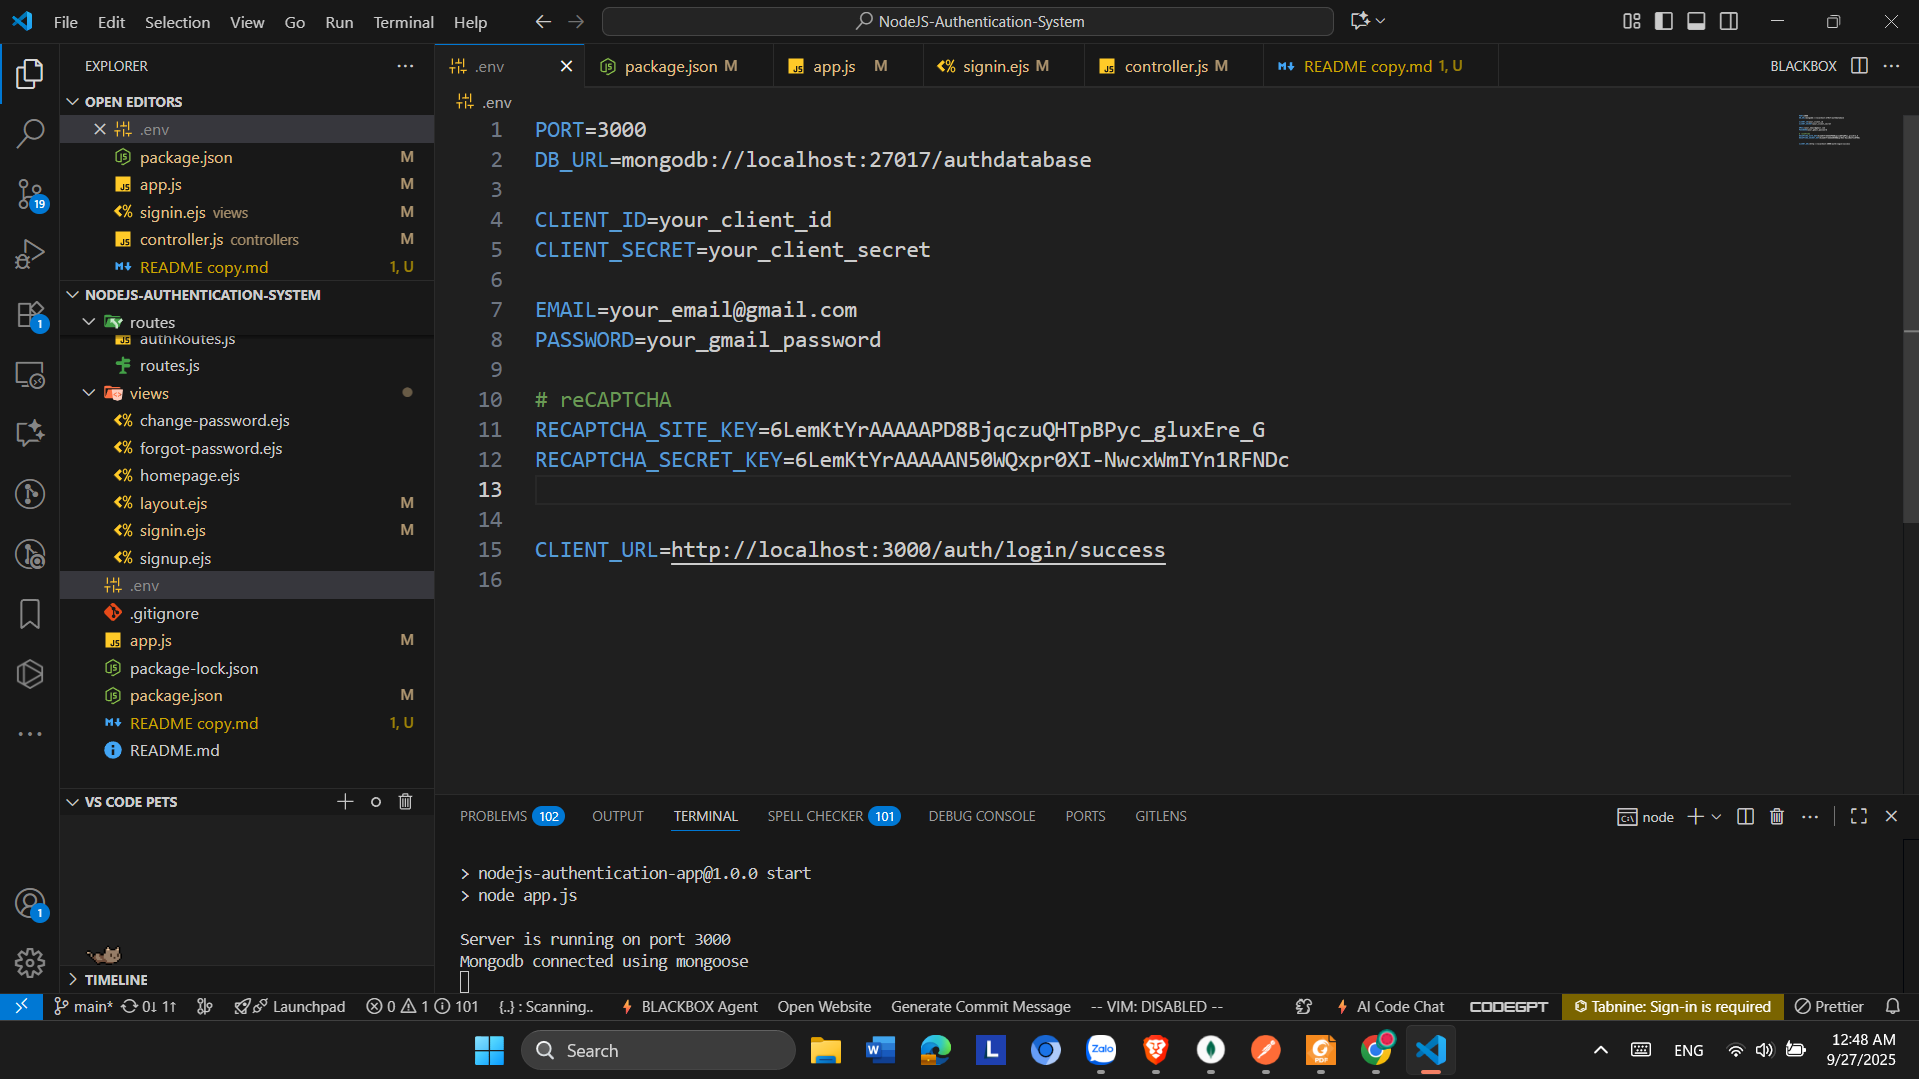 File Edit Selection View Go Run Terminal Help
NodeJS-Authentication-System
EXPLORER
OPEN EDITORS
.env
package.json M
app.js M
signin.ejs views M
controller.js controllers M
README copy.md 1, U
NODEJS-AUTHENTICATION-SYSTEM
routes
authRoutes.js
routes.js
views
change-password.ejs
forgot-password.ejs
homepage.ejs
layout.ejs M
signin.ejs M
signup.ejs
.env
.gitignore
app.js M
package-lock.json
package.json M
README copy.md 1, U
README.md
VS CODE PETS
TIMELINE
19
1
1
.env package.json M app.js M signin.ejs M controller.js M README copy.md 1, U BLACKBOX
.env
1 PORT=3000
2 DB_URL=mongodb://localhost:27017/authdatabase
3
4 CLIENT_ID=your_client_id
5 CLIENT_SECRET=your_client_secret
6
7 EMAIL=your_email@gmail.com
8 PASSWORD=your_gmail_password
9
10 # reCAPTCHA
11 RECAPTCHA_SITE_KEY=6LemKtYrAAAAAPD8BjqczuQHTpBPyc_gluxEre_G
12 RECAPTCHA_SECRET_KEY=6LemKtYrAAAAAN50WQxpr0XI-NwcxWmIYn1RFNDc
13
14
15 CLIENT_URL=http://localhost:3000/auth/login/success
16
PROBLEMS 102 OUTPUT TERMINAL SPELL CHECKER 101 DEBUG CONSOLE PORTS GITLENS node
> nodejs-authentication-app@1.0.0 start
> node app.js
Server is running on port 3000
Mongodb connected using mongoose
main* 0↓ 1↑ Launchpad 0 1 101 {..} : Scanning.. BLACKBOX Agent Open Website Generate Commit Message -- VIM: DISABLED -- AI Code Chat CODEGPT Tabnine: Sign-in is required Prettier
Search
Zalo
ENG
12:48 AM
9/27/2025